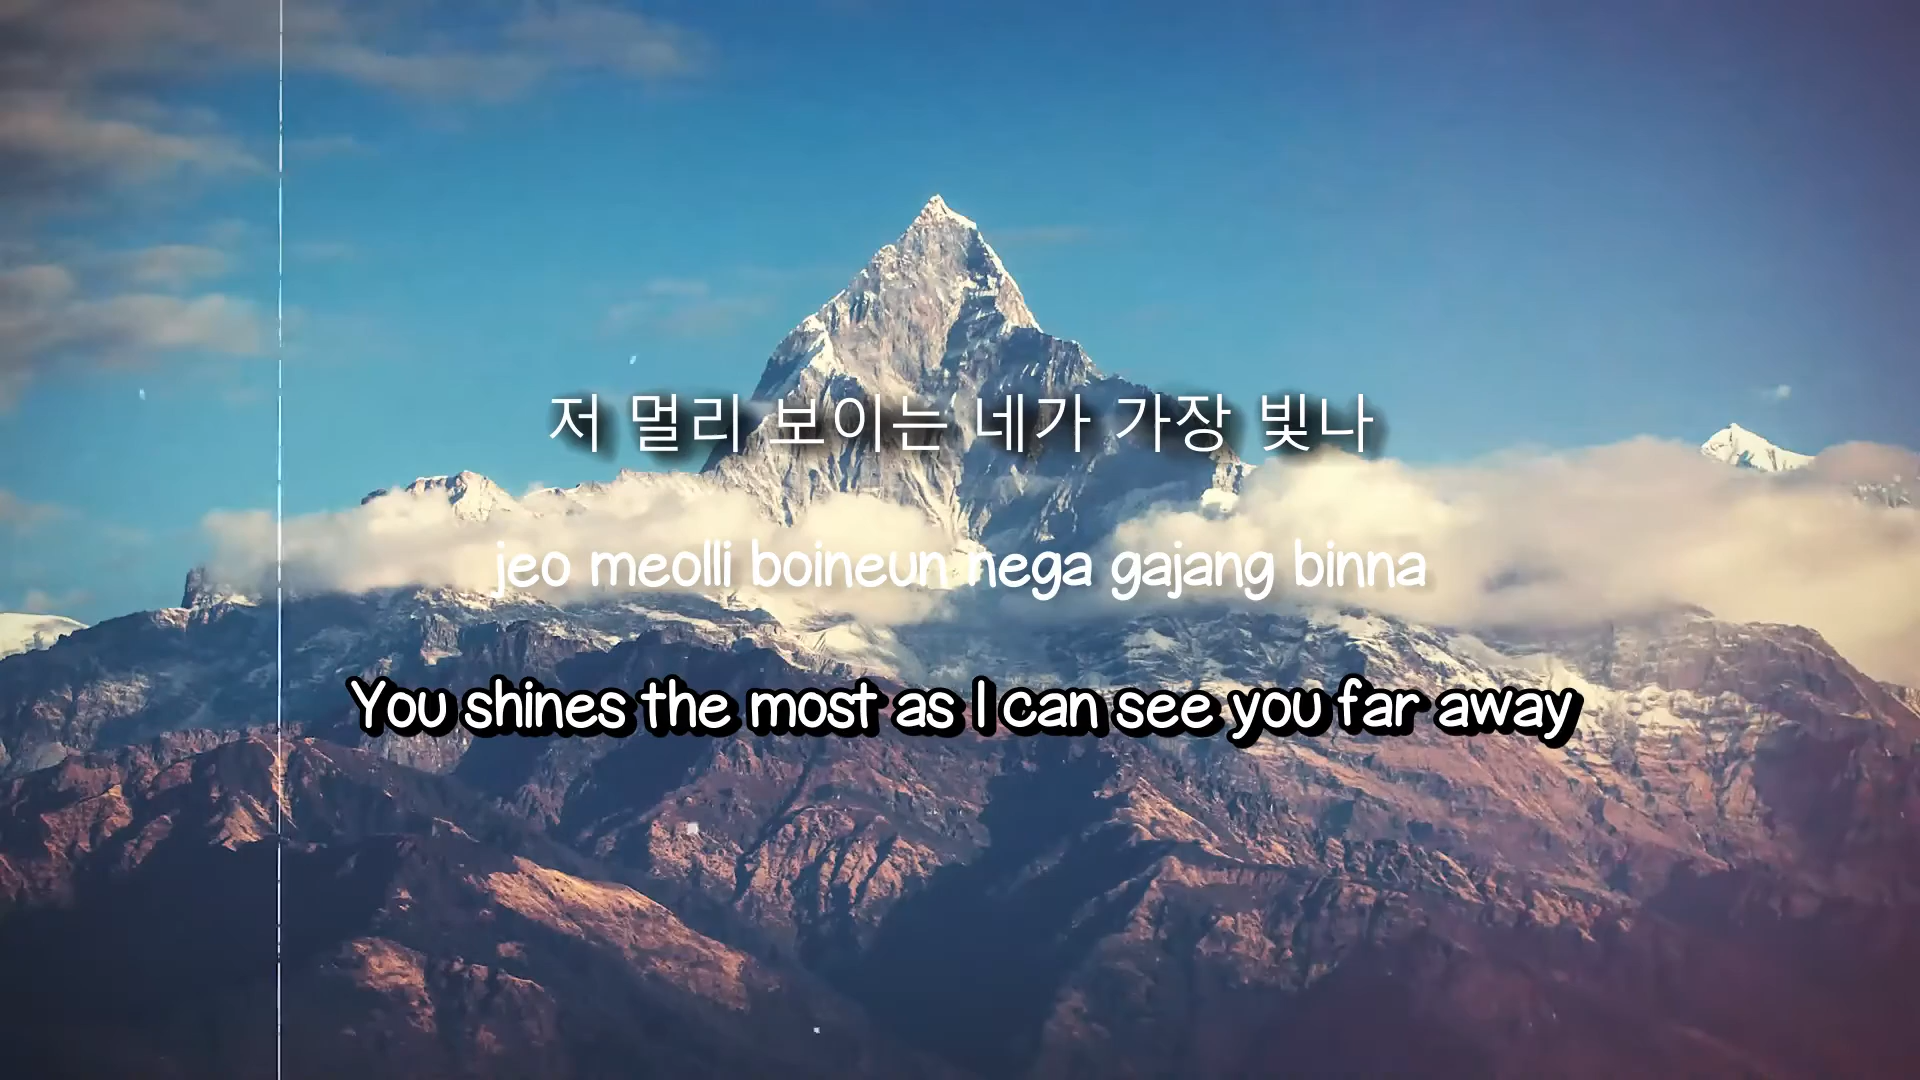 저 멀리 보이는 네가 가장 빛나
jeo meolli boineun nega gajang binna
You shines the most as I can see you far away